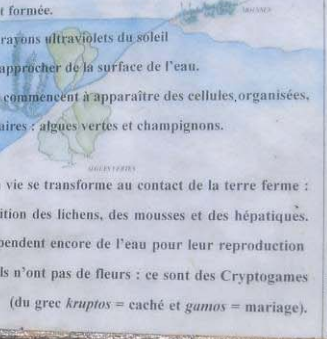 t formée.
MOUSSES
rayons ultraviolets du soleil
approcher de la surface de l'eau.
commencent à apparaître des cellules organisées,
aires : algues vertes et champignons.
ALGUES VERTES
vie se transforme au contact de la terre ferme :
ition des lichens, des mousses et des hépatiques.
pendent encore de l'eau pour leur reproduction
ls n'ont pas de fleurs : ce sont des Cryptogames
(du grec kruptos = caché et gamos = mariage).